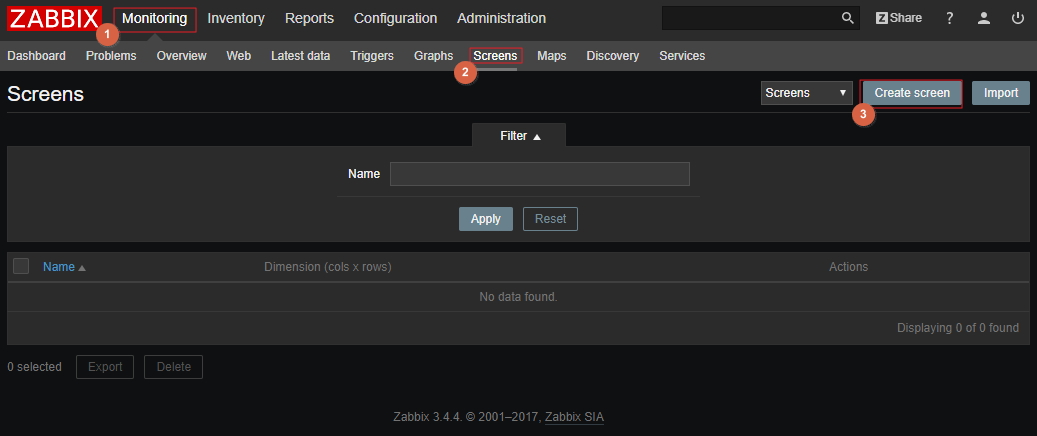 ZABBIX Monitoring Inventory Reports Configuration Administration Z Share ?
1
Dashboard Problems Overview Web Latest data Triggers Graphs Screens Maps Discovery Services
2
Screens Screens ▼ Create screen Import
3
Filter ▲
Name
Apply Reset
Name ▲ Dimension (cols x rows) Actions
No data found.
Displaying 0 of 0 found
0 selected Export Delete
Zabbix 3.4.4. © 2001–2017, Zabbix SIA